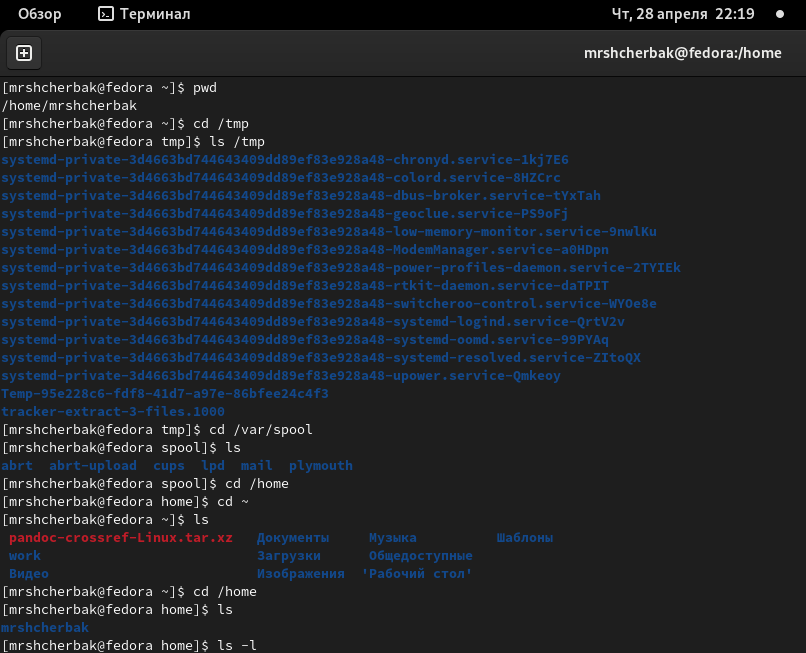 Обзор Терминал Чт, 28 апреля 22:19
mrshcherbak@fedora:/home
[mrshcherbak@fedora ~]$ pwd
/home/mrshcherbak
[mrshcherbak@fedora ~]$ cd /tmp
[mrshcherbak@fedora tmp]$ ls /tmp
systemd-private-3d4663bd744643409dd89ef83e928a48-chronyd.service-1kj7E6
systemd-private-3d4663bd744643409dd89ef83e928a48-colord.service-8HZCrc
systemd-private-3d4663bd744643409dd89ef83e928a48-dbus-broker.service-tYxTah
systemd-private-3d4663bd744643409dd89ef83e928a48-geoclue.service-PS9oFj
systemd-private-3d4663bd744643409dd89ef83e928a48-low-memory-monitor.service-9nwlKu
systemd-private-3d4663bd744643409dd89ef83e928a48-ModemManager.service-a0HDpn
systemd-private-3d4663bd744643409dd89ef83e928a48-power-profiles-daemon.service-2TYIEk
systemd-private-3d4663bd744643409dd89ef83e928a48-rtkit-daemon.service-daTPIT
systemd-private-3d4663bd744643409dd89ef83e928a48-switcheroo-control.service-WYOe8e
systemd-private-3d4663bd744643409dd89ef83e928a48-systemd-logind.service-QrtV2v
systemd-private-3d4663bd744643409dd89ef83e928a48-systemd-oomd.service-99PYAq
systemd-private-3d4663bd744643409dd89ef83e928a48-systemd-resolved.service-ZItoQX
systemd-private-3d4663bd744643409dd89ef83e928a48-upower.service-Qmkeoy
Temp-95e228c6-fdf8-41d7-a97e-86bfee24c4f3
tracker-extract-3-files.1000
[mrshcherbak@fedora tmp]$ cd /var/spool
[mrshcherbak@fedora spool]$ ls
abrt abrt-upload cups lpd mail plymouth
[mrshcherbak@fedora spool]$ cd /home
[mrshcherbak@fedora home]$ cd ~
[mrshcherbak@fedora ~]$ ls
pandoc-crossref-Linux.tar.xz Документы Музыка Шаблоны
work Загрузки Общедоступные
Видео Изображения 'Рабочий стол'
[mrshcherbak@fedora ~]$ cd /home
[mrshcherbak@fedora home]$ ls
mrshcherbak
[mrshcherbak@fedora home]$ ls -l